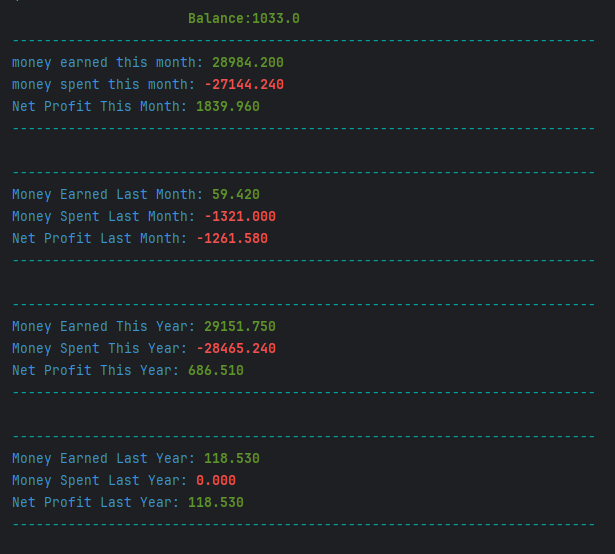 Balance:1033.0
--------------------------------------------------------------------------
money earned this month: 28984.200
money spent this month: -27144.240
Net Profit This Month: 1839.960
--------------------------------------------------------------------------
--------------------------------------------------------------------------
Money Earned Last Month: 59.420
Money Spent Last Month: -1321.000
Net Profit Last Month: -1261.580
--------------------------------------------------------------------------
--------------------------------------------------------------------------
Money Earned This Year: 29151.750
Money Spent This Year: -28465.240
Net Profit This Year: 686.510
--------------------------------------------------------------------------
--------------------------------------------------------------------------
Money Earned Last Year: 118.530
Money Spent Last Year: 0.000
Net Profit Last Year: 118.530
--------------------------------------------------------------------------